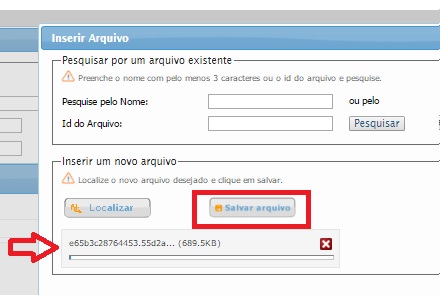 Inserir Arquivo
Pesquisar por um arquivo existente
Preenche o nome com pelo menos 3 caracteres ou o id do arquivo e pesquise.
Pesquise pelo Nome: ou pelo
Id do Arquivo: Pesquisar
Inserir um novo arquivo
Localize o novo arquivo desejado e clique em salvar.
Localizar Salvar arquivo
e65b3c28764453.55d2a... (689.5KB)